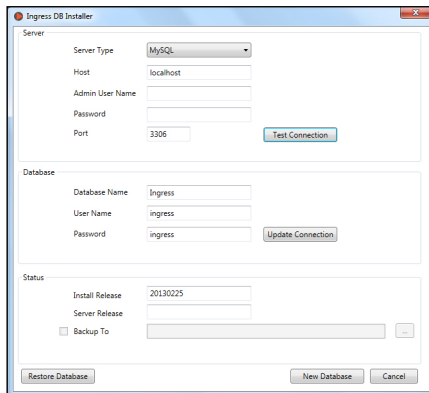 Ingress DB Installer
Server
Server Type MySQL
Host localhost
Admin User Name
Password
Port 3306 Test Connection
Database
Database Name Ingress
User Name ingress
Password ingress Update Connection
Status
Install Release 20130225
Server Release
Backup To ...
Restore Database New Database Cancel